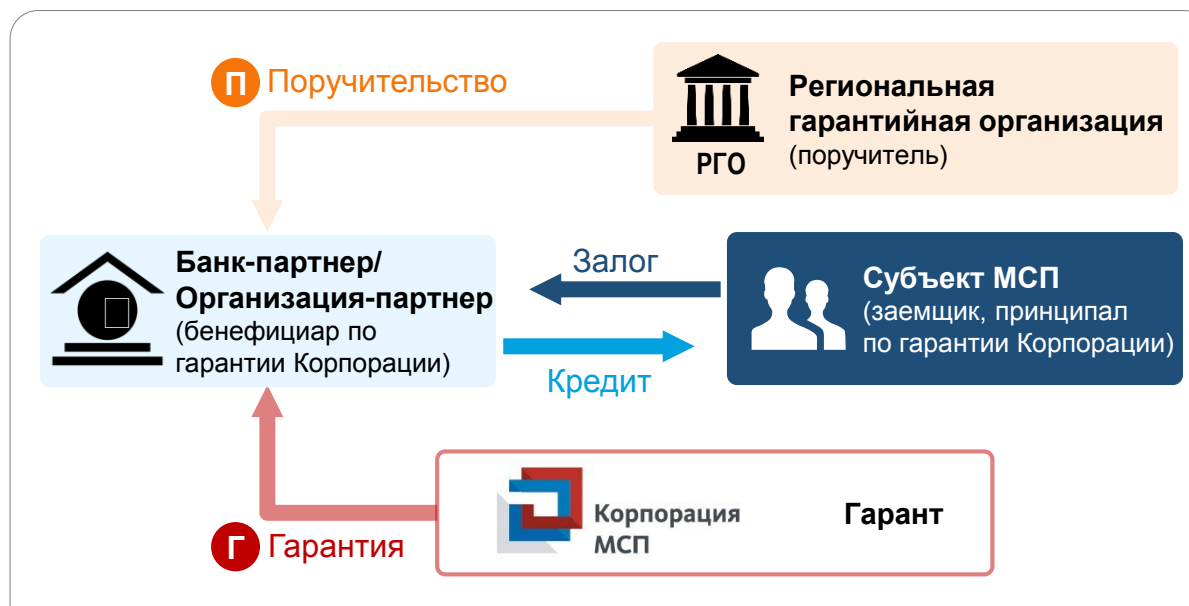 П Поручительство
Региональная
гарантийная организация
(поручитель)
РГО
Банк-партнер/
Организация-партнер
(бенефициар по
гарантии Корпорации)
Залог
Кредит
Субъект МСП
(заемщик, принципал
по гарантии Корпорации)
Корпорация
МСП
Гарант
Г Гарантия